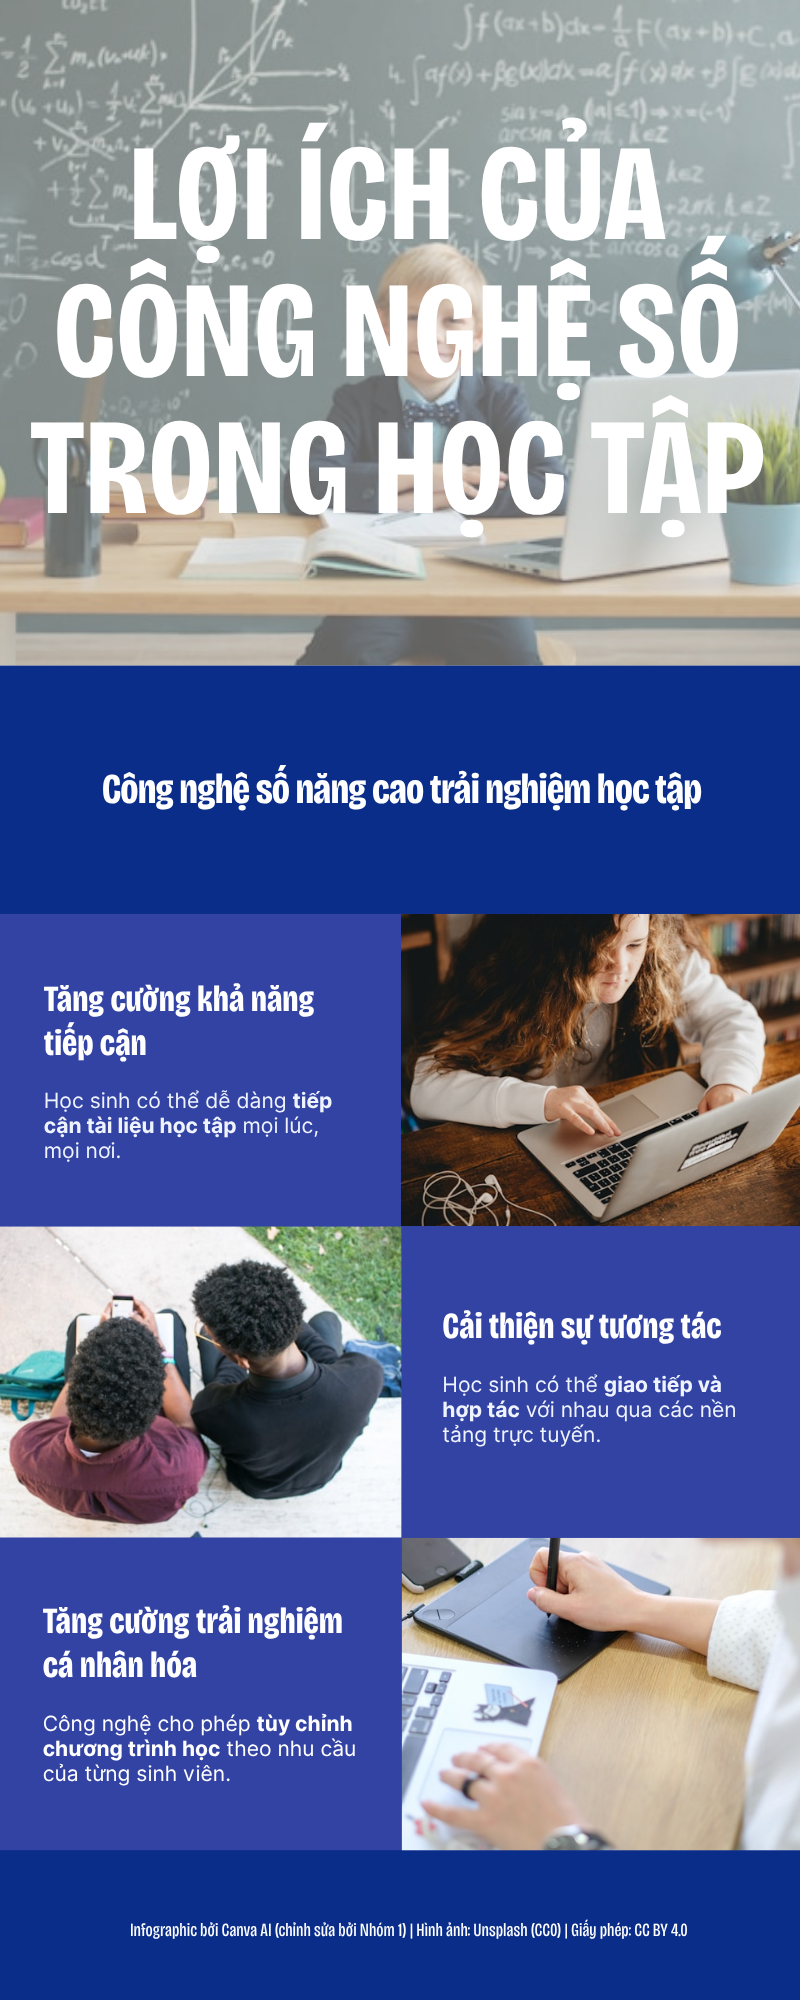 LỢI ÍCH CỦA
CÔNG NGHỆ SỐ
TRONG HỌC TẬP
Công nghệ số năng cao trải nghiệm học tập
Tăng cường khả năng
tiếp cận
Học sinh có thể dễ dàng tiếp
cận tài liệu học tập mọi lúc,
mọi nơi.
Cải thiện sự tương tác
Học sinh có thể giao tiếp và
hợp tác với nhau qua các nền
tảng trực tuyến.
Tăng cường trải nghiệm
cá nhân hóa
Công nghệ cho phép tùy chỉnh
chương trình học theo nhu cầu
của từng sinh viên.
Infographic bởi Canva AI (chỉnh sửa bởi Nhóm 1) | Hình ảnh: Unsplash (CC0) | Giấy phép: CC BY 4.0